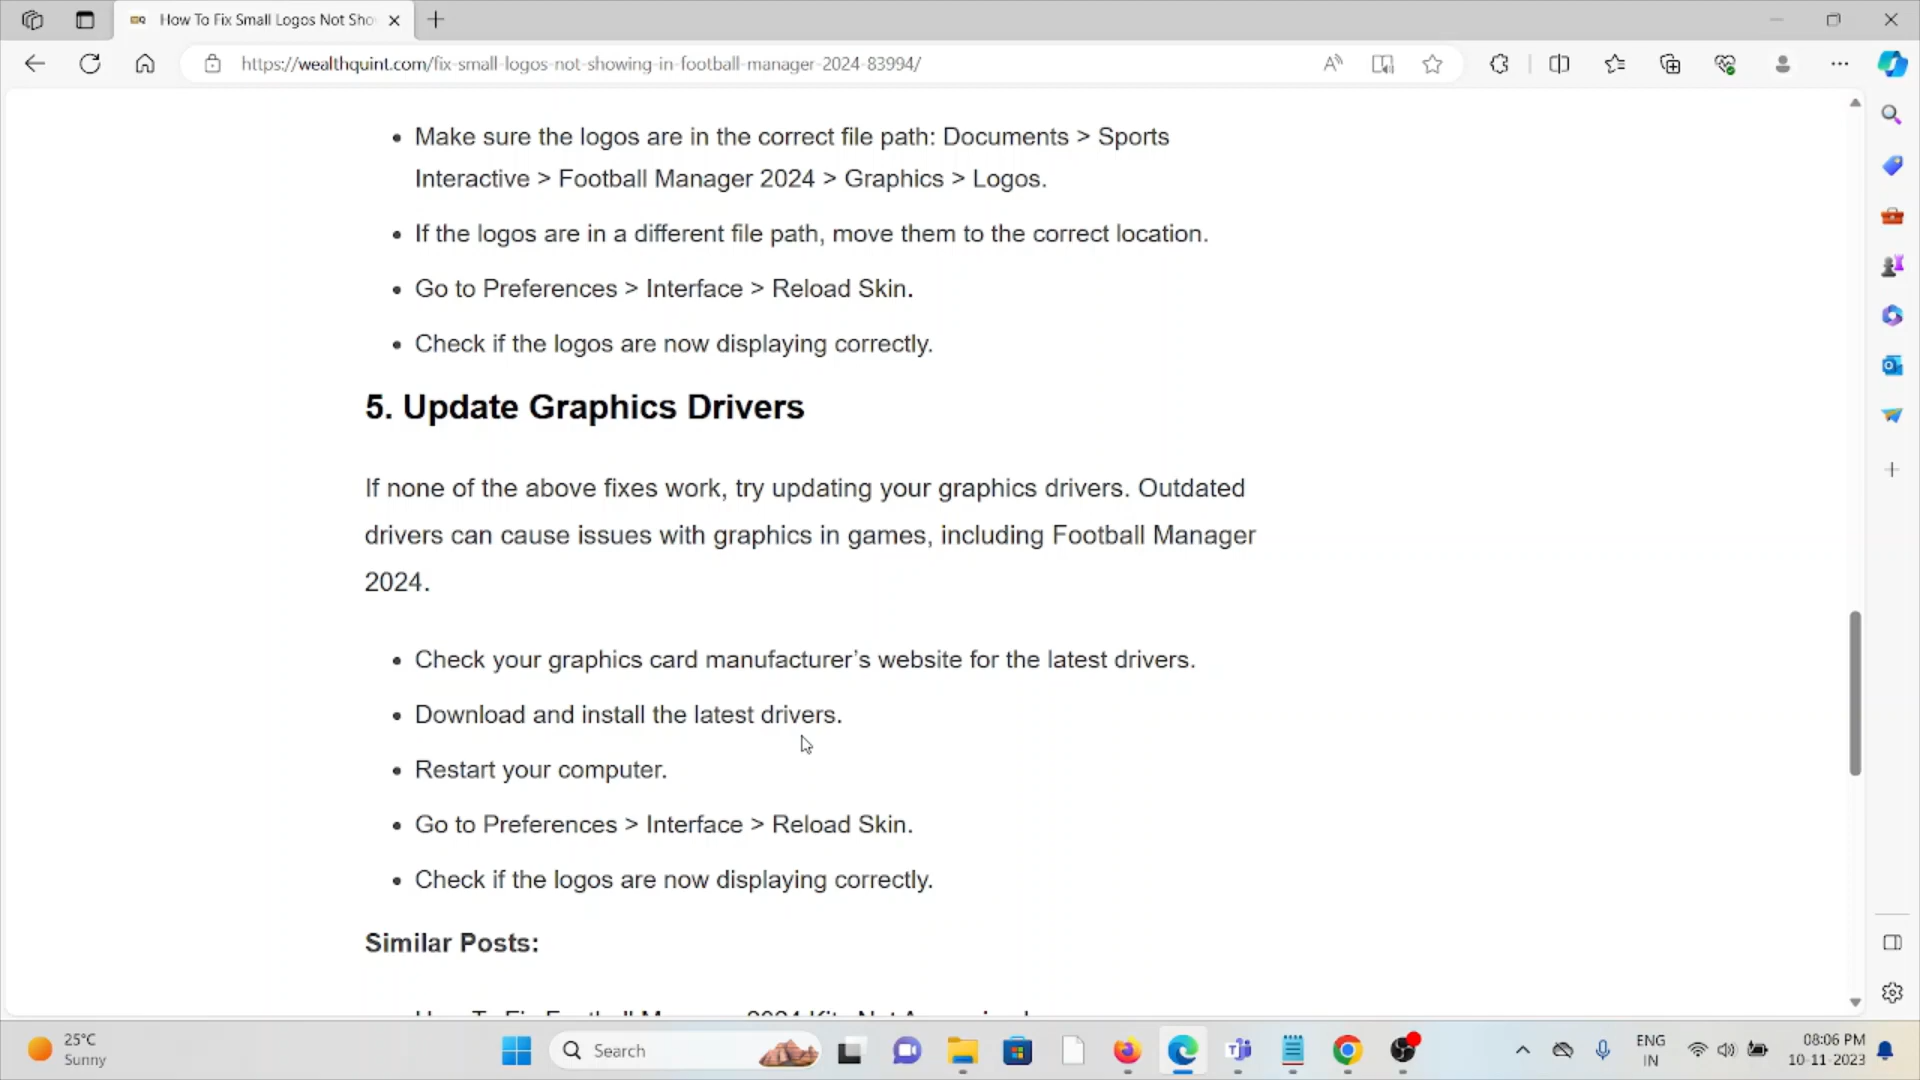 How To Fix Small Logos Not Sho
https://wealthquint.com/fix-small-logos-not-showing-in-football-manager-2024-83994/
• Make sure the logos are in the correct file path: Documents > Sports
Interactive > Football Manager 2024 > Graphics > Logos.
• If the logos are in a different file path, move them to the correct location.
• Go to Preferences > Interface > Reload Skin.
• Check if the logos are now displaying correctly.
5. Update Graphics Drivers
If none of the above fixes work, try updating your graphics drivers. Outdated
drivers can cause issues with graphics in games, including Football Manager
2024.
• Check your graphics card manufacturer’s website for the latest drivers.
• Download and install the latest drivers.
• Restart your computer.
• Go to Preferences > Interface > Reload Skin.
• Check if the logos are now displaying correctly.
Similar Posts:
25°C
Sunny
Search
ENG
IN
08:06 PM
10-11-2023